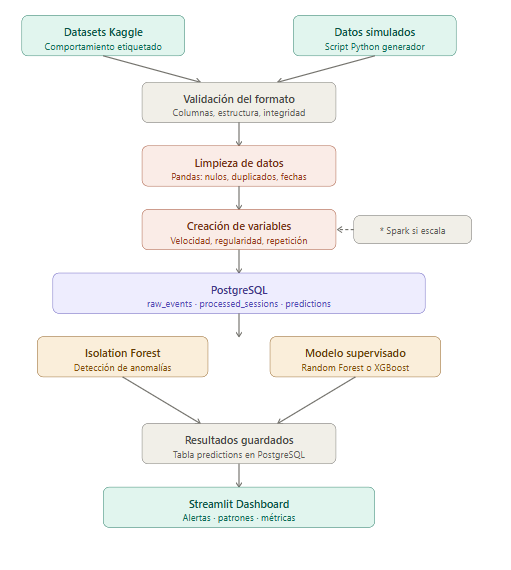 Datasets Kaggle
Comportamiento etiquetado
Datos simulados
Script Python generador
Validación del formato
Columnas, estructura, integridad
Limpieza de datos
Pandas: nulos, duplicados, fechas
Creación de variables
Velocidad, regularidad, repetición
* Spark si escala
PostgreSQL
raw_events · processed_sessions · predictions
Isolation Forest
Detección de anomalías
Modelo supervisado
Random Forest o XGBoost
Resultados guardados
Tabla predictions en PostgreSQL
Streamlit Dashboard
Alertas · patrones · métricas